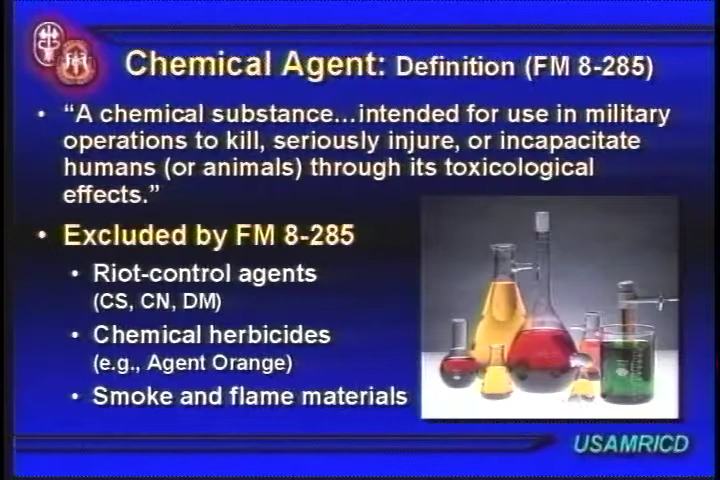 Chemical Agent: Definition (FM 8-285)
• “A chemical substance…intended for use in military
operations to kill, seriously injure, or incapacitate
humans (or animals) through its toxicological
effects.”
• Excluded by FM 8-285
• Riot-control agents
(CS, CN, DM)
• Chemical herbicides
(e.g., Agent Orange)
• Smoke and flame materials
USAMRICD